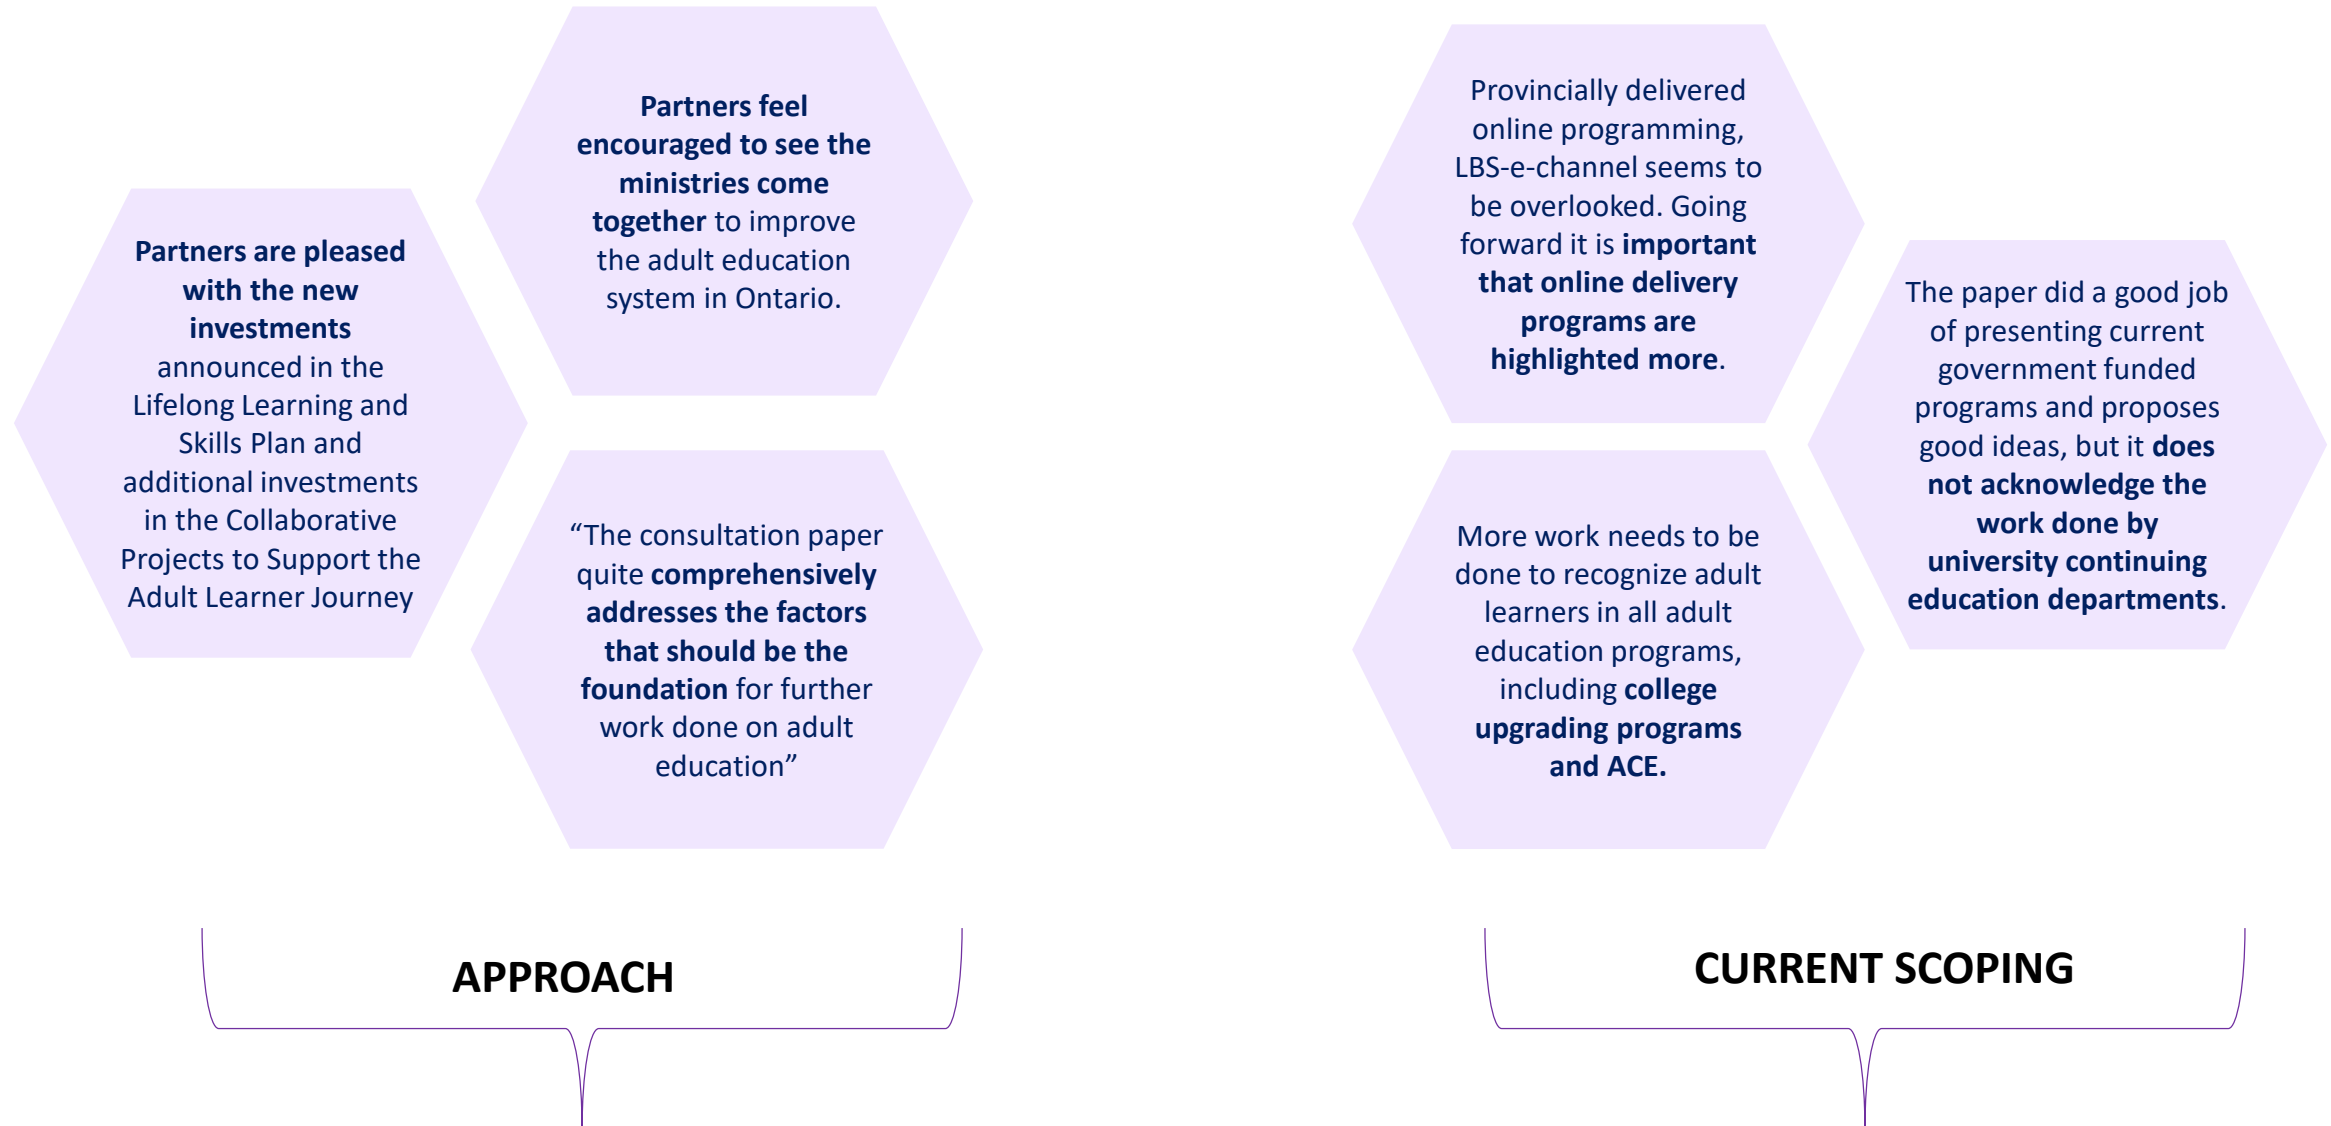 Partners are pleased
with the new
investments
announced in the
Lifelong Learning and
Skills Plan and
additional investments
in the Collaborative
Projects to Support the
Adult Learner Journey
Partners feel
encouraged to see the
ministries come
together to improve
the adult education
system in Ontario.
“The consultation paper
quite comprehensively
addresses the factors
that should be the
foundation for further
work done on adult
education”
APPROACH
Provincially delivered
online programming,
LBS-e-channel seems to
be overlooked. Going
forward it is important
that online delivery
programs are
highlighted more.
More work needs to be
done to recognize adult
learners in all adult
education programs,
including college
upgrading programs
and ACE.
The paper did a good job
of presenting current
government funded
programs and proposes
good ideas, but it does
not acknowledge the
work done by
university continuing
education departments.
CURRENT SCOPING